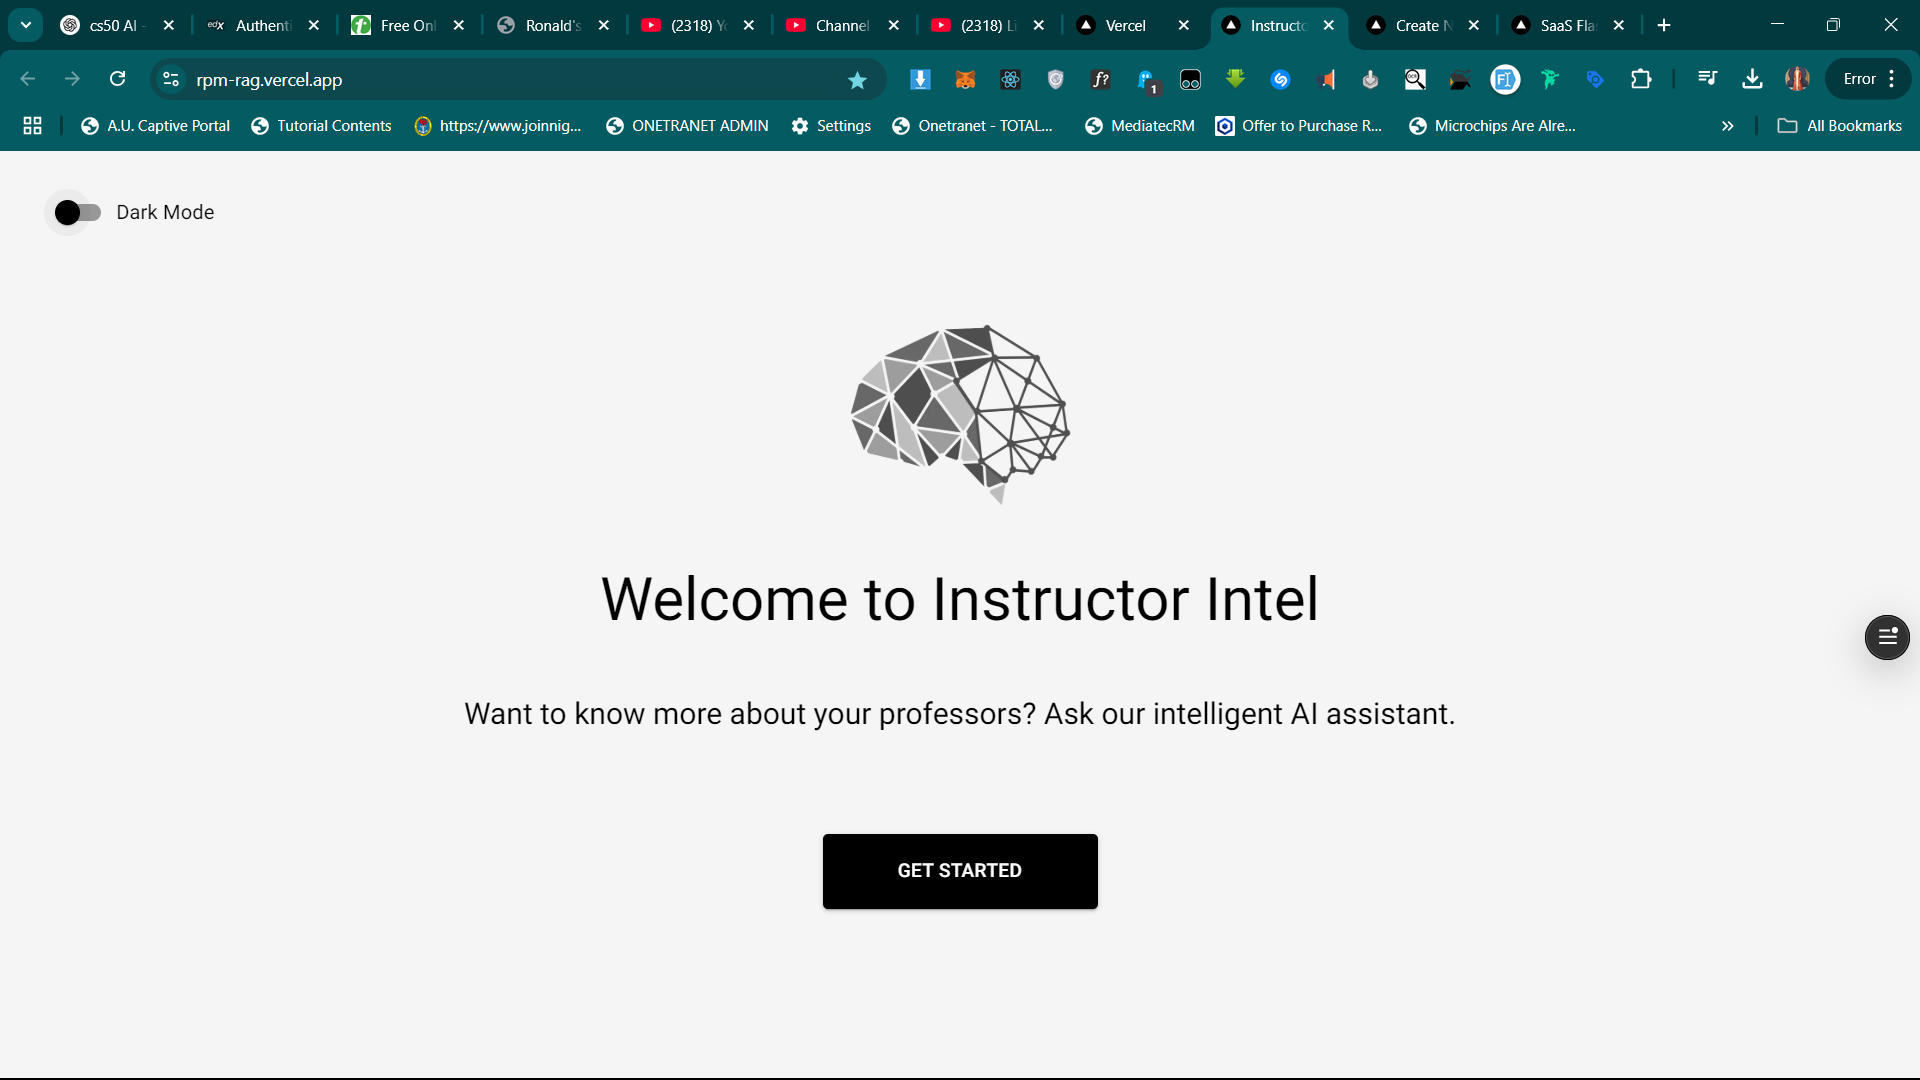 cs50 AI -
edX Authenti
Free Onl
Ronald's
(2318) Yo
Channel
(2318) Li
Vercel
Instructo
Create N
SaaS Fla
rpm-rag.vercel.app
f?
1
Error
A.U. Captive Portal
Tutorial Contents
https://www.joinnig...
ONETRANET ADMIN
Settings
Onetranet - TOTAL...
MediatecRM
Offer to Purchase R...
Microchips Are Alre...
All Bookmarks
Dark Mode
Welcome to Instructor Intel
Want to know more about your professors? Ask our intelligent AI assistant.
GET STARTED